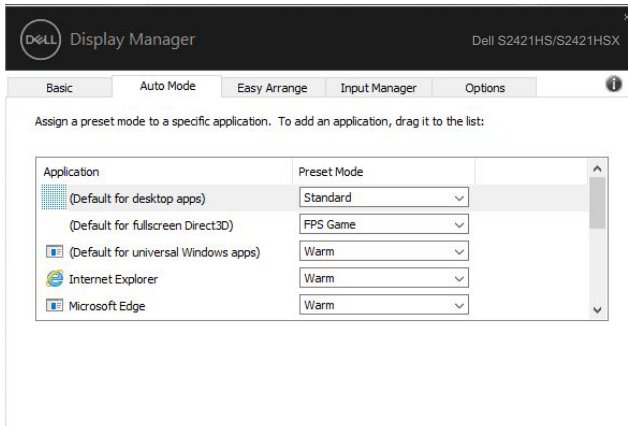 DELL Display Manager Dell S2421HS/S2421HSX
Basic Auto Mode Easy Arrange Input Manager Options
Assign a preset mode to a specific application. To add an application, drag it to the list:
Application Preset Mode
(Default for desktop apps) Standard
(Default for fullscreen Direct3D) FPS Game
(Default for universal Windows apps) Warm
Internet Explorer Warm
Microsoft Edge Warm